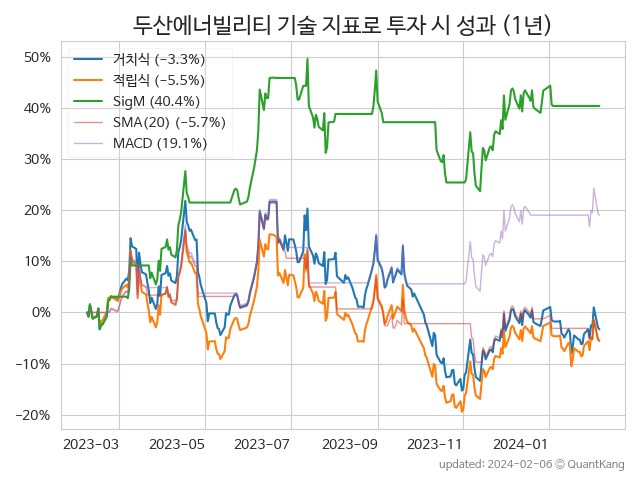 두산에너빌리티 기술 지표로 투자 시 성과 (1년)
50%
40%
30%
20%
10%
0%
−10%
−20%
거치식 (−3.3%)
적립식 (−5.5%)
SigM (40.4%)
SMA(20) (−5.7%)
MACD (19.1%)
2023-03
2023-05
2023-07
2023-09
2023-11
2024-01
updated: 2024-02-06 © QuantKang